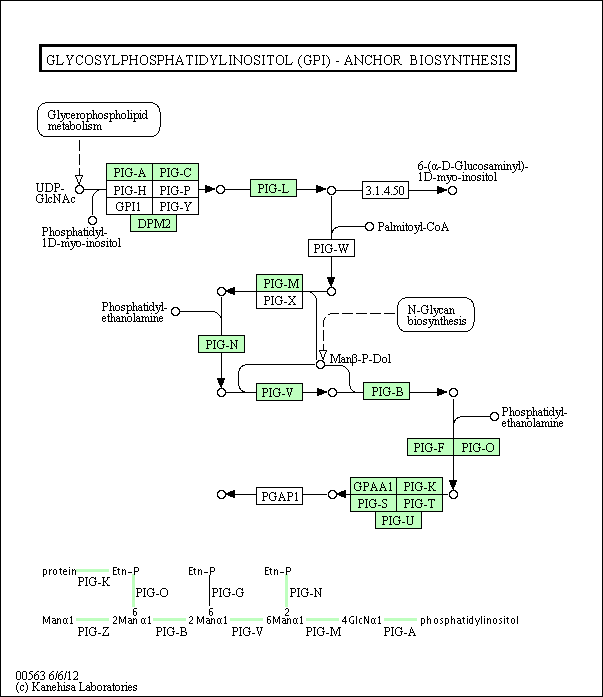 GLYCOSYLPHOSPHATIDYLINOSITOL (GPI) - ANCHOR BIOSYNTHESIS
Glycerophospholipid
metabolism
UDP-
GlcNAc
PIG-A PIG-C
PIG-H PIG-P
GPI1 PIG-Y
DPM2
Phosphatidyl-
1D-myo-inositol
PIG-L
3.1.4.50
6-(α-D-Glucosaminyl)-
1D-myo-inositol
Palmitoyl-CoA
PIG-W
PIG-M
PIG-X
Phosphatidyl-
ethanolamine
N-Glycan
biosynthesis
PIG-N
Manβ-P-Dol
PIG-V
PIG-B
Phosphatidyl-
ethanolamine
PIG-F PIG-O
GPAA1 PIG-K
PIG-S PIG-T
PIG-U
PGAP1
protein Etn-P Etn-P Etn-P
PIG-K
PIG-O PIG-G PIG-N
6 6 2
Manα1 2Manα1 2 Manα1 6Manα1 4GlcNα1 phosphatidylinositol
PIG-Z PIG-B PIG-V PIG-M PIG-A
00563 6/6/12
(c) Kanehisa Laboratories